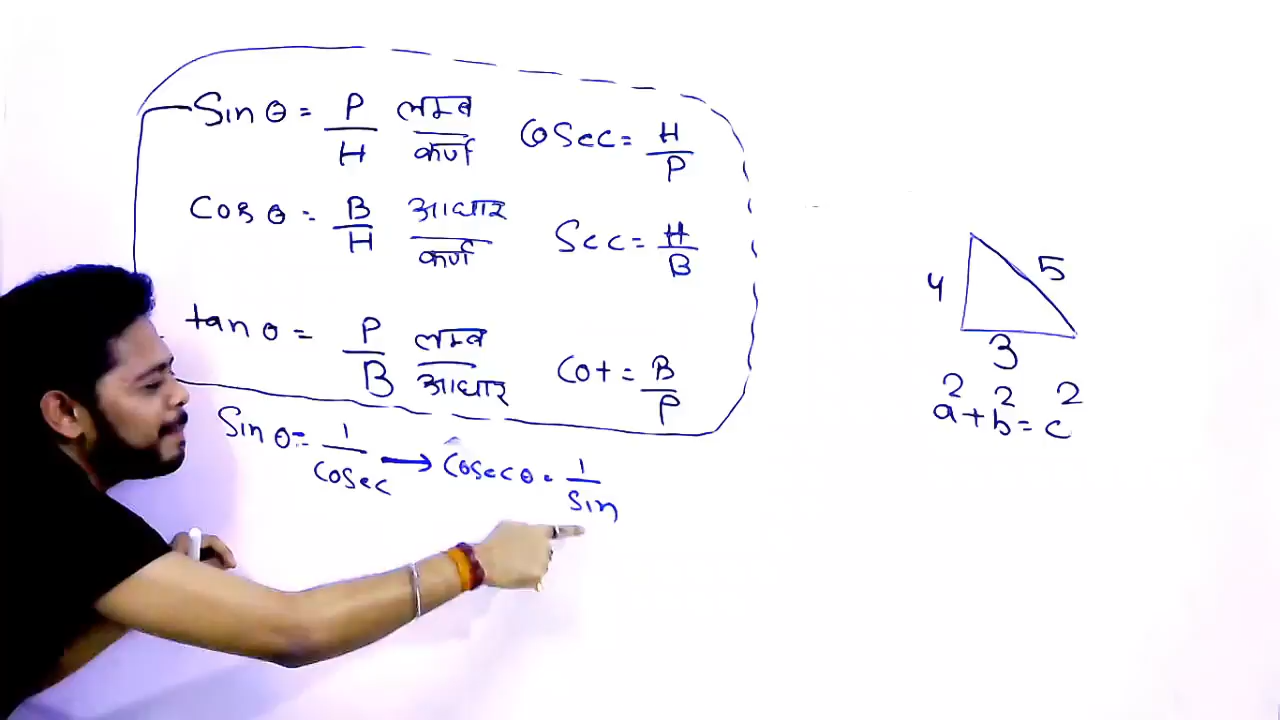 Sin θ = P/H लम्ब/कर्ण Cosec = H/P
Cos θ = B/H आधार/कर्ण Sec = H/B
tan θ = P/B लम्ब/आधार Cot = B/P
Sin θ = 1/Cosec → Cosec θ = 1/Sin
4
5
3
a² + b² = c²